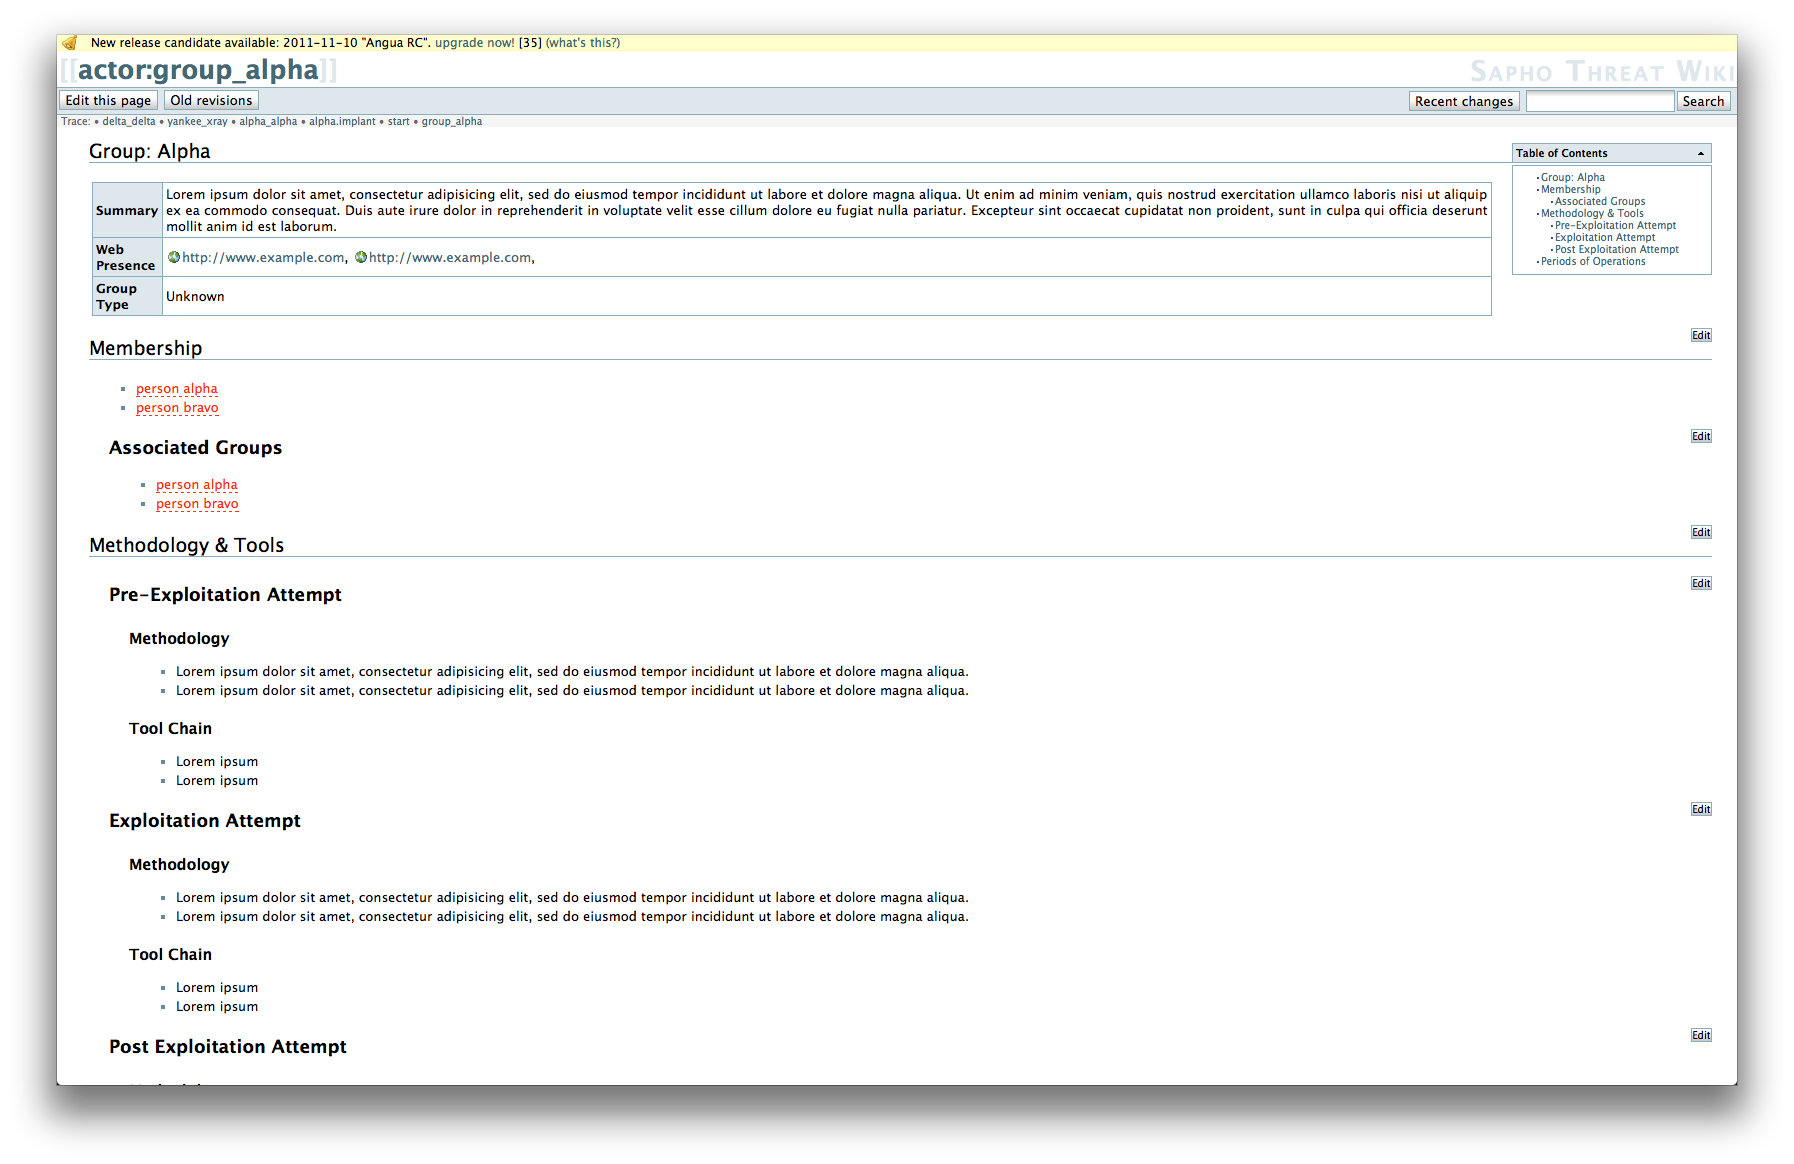 New release candidate available: 2011-11-10 "Angua RC". upgrade now! [35] (what's this?)
[[actor:group_alpha]]
Sapho Threat Wiki
Edit this page Old revisions
Recent changes Search
Trace: • delta_delta • yankee_xray • alpha_alpha • alpha.implant • start • group_alpha
Group: Alpha
Summary
Lorem ipsum dolor sit amet, consectetur adipisicing elit, sed do eiusmod tempor incididunt ut labore et dolore magna aliqua. Ut enim ad minim veniam, quis nostrud exercitation ullamco laboris nisi ut aliquip
ex ea commodo consequat. Duis aute irure dolor in reprehenderit in voluptate velit esse cillum dolore eu fugiat nulla pariatur. Excepteur sint occaecat cupidatat non proident, sunt in culpa qui officia deserunt
mollit anim id est laborum.
Web
Presence
http://www.example.com, http://www.example.com,
Group
Type
Unknown
Table of Contents
Group: Alpha
Membership
Associated Groups
Methodology & Tools
Pre-Exploitation Attempt
Exploitation Attempt
Post Exploitation Attempt
Periods of Operations
Edit
Membership
person alpha
person bravo
Edit
Associated Groups
person alpha
person bravo
Edit
Methodology & Tools
Edit
Pre-Exploitation Attempt
Methodology
Lorem ipsum dolor sit amet, consectetur adipisicing elit, sed do eiusmod tempor incididunt ut labore et dolore magna aliqua.
Lorem ipsum dolor sit amet, consectetur adipisicing elit, sed do eiusmod tempor incididunt ut labore et dolore magna aliqua.
Tool Chain
Lorem ipsum
Lorem ipsum
Edit
Exploitation Attempt
Methodology
Lorem ipsum dolor sit amet, consectetur adipisicing elit, sed do eiusmod tempor incididunt ut labore et dolore magna aliqua.
Lorem ipsum dolor sit amet, consectetur adipisicing elit, sed do eiusmod tempor incididunt ut labore et dolore magna aliqua.
Tool Chain
Lorem ipsum
Lorem ipsum
Edit
Post Exploitation Attempt